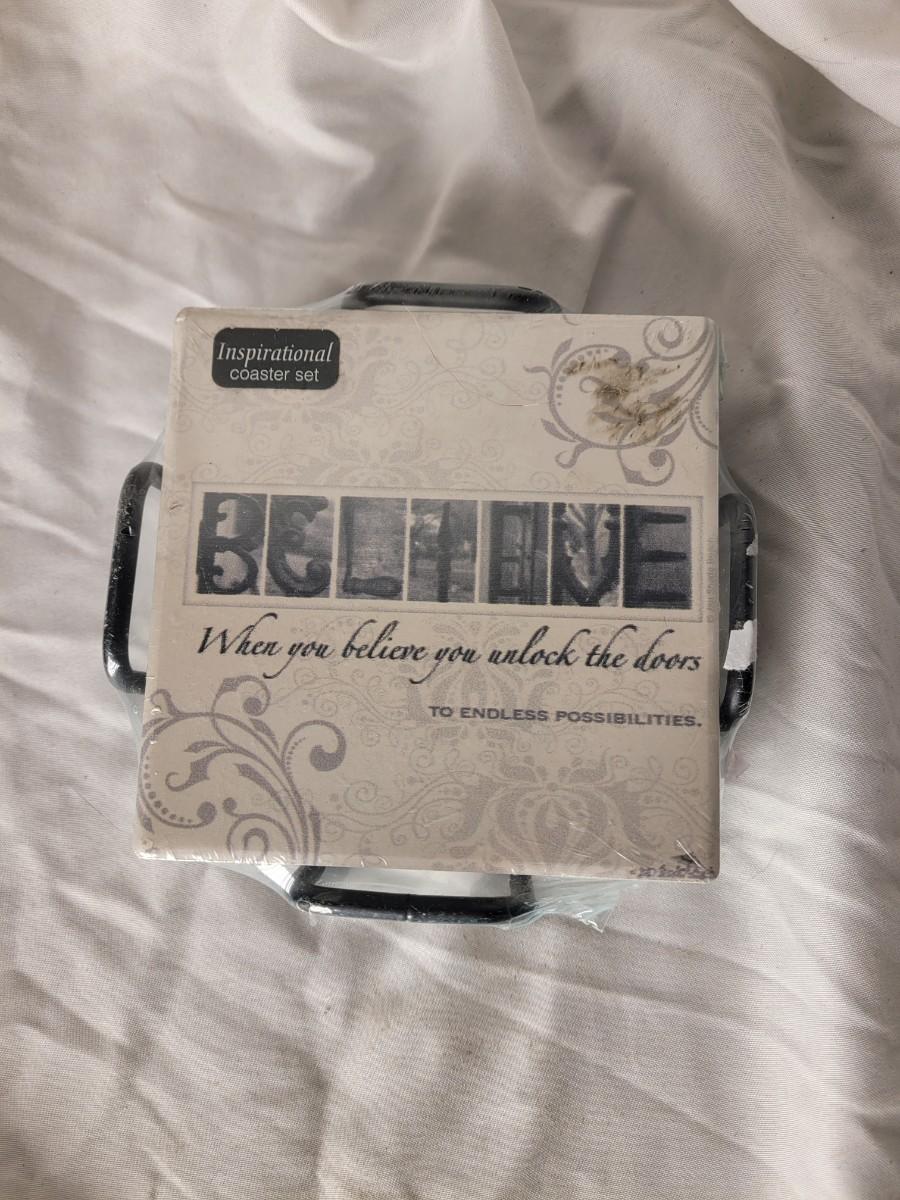 Inspirational
coaster set
BELIEVE
When you believe you unlock the doors
TO ENDLESS POSSIBILITIES.